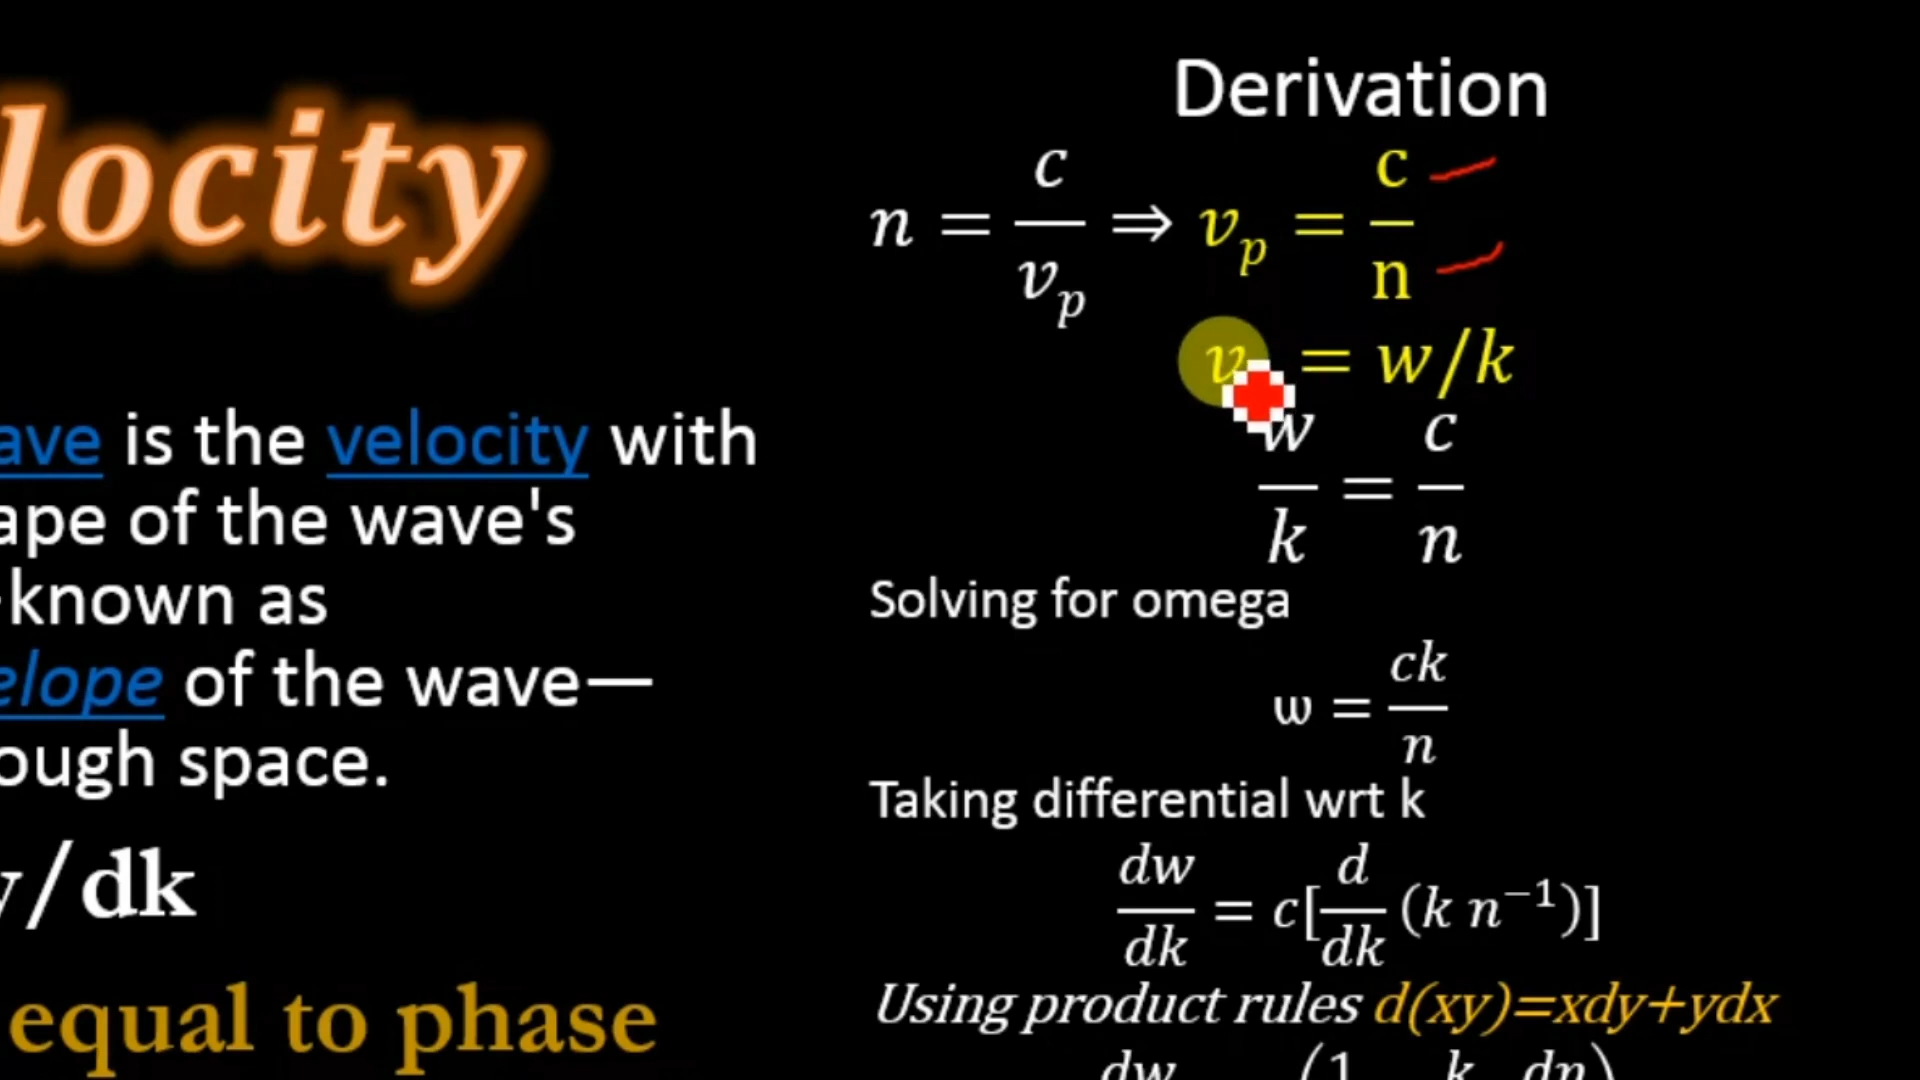 locity
ave is the velocity with
ape of the wave's
-known as
elope of the wave—
ough space.
/dk
equal to phase
Derivation
n = c/v_p ⇒ v_p = c/n
v = w/k
w/k = c/n
Solving for omega
ω = ck/n
Taking differential wrt k
dw/dk = c[d/dk (k n⁻¹)]
Using product rules d(xy)=xdy+ydx